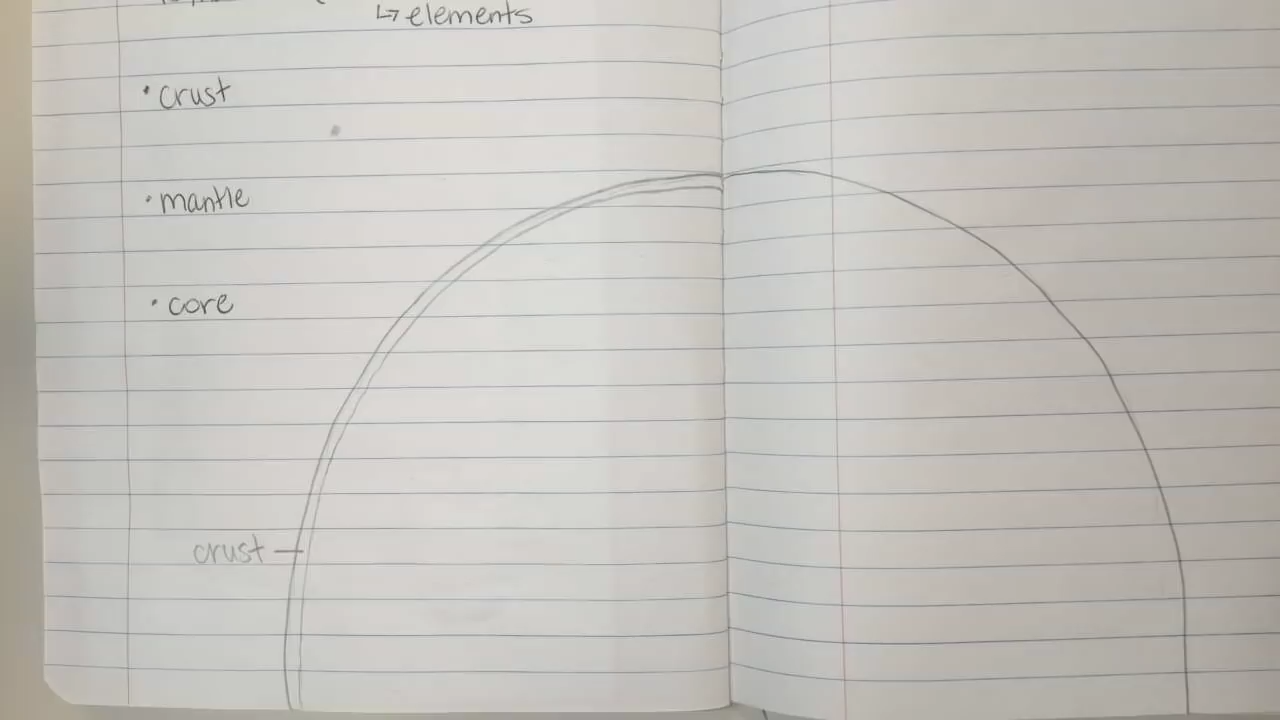 ↳ elements
• crust
• mantle
• core
crust